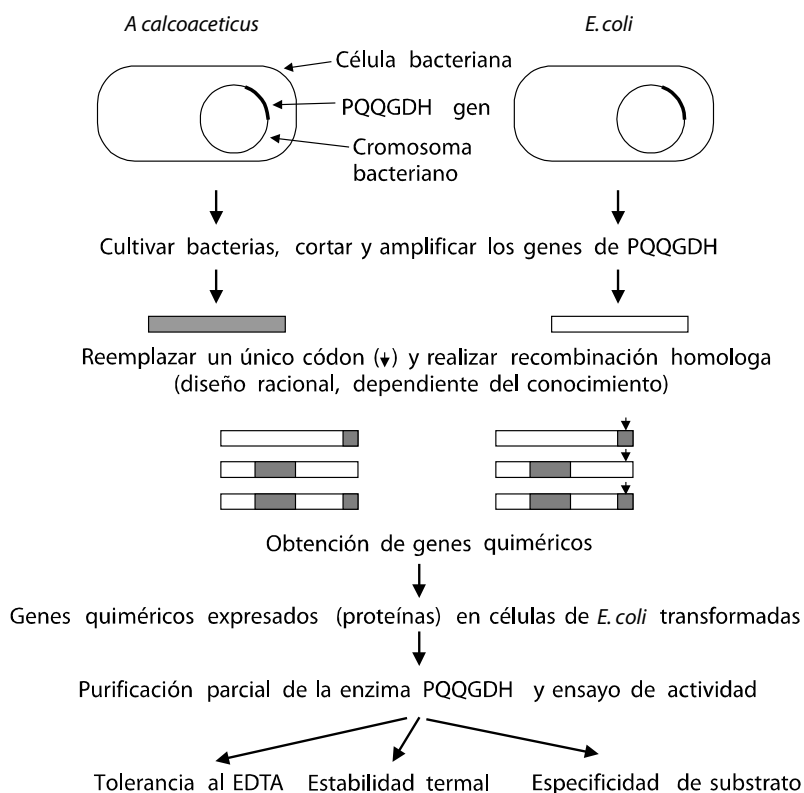 A calcoaceticus
E. coli
Célula bacteriana
PQQGDH gen
Cromosoma
bacteriano
Cultivar bacterias, cortar y amplificar los genes de PQQGDH
Reemplazar un único códon (↓) y realizar recombinación homologa
(diseño racional, dependiente del conocimiento)
Obtención de genes quiméricos
Genes quiméricos expresados (proteínas) en células de E. coli transformadas
Purificación parcial de la enzima PQQGDH y ensayo de actividad
Tolerancia al EDTA Estabilidad termal Especificidad de substrato